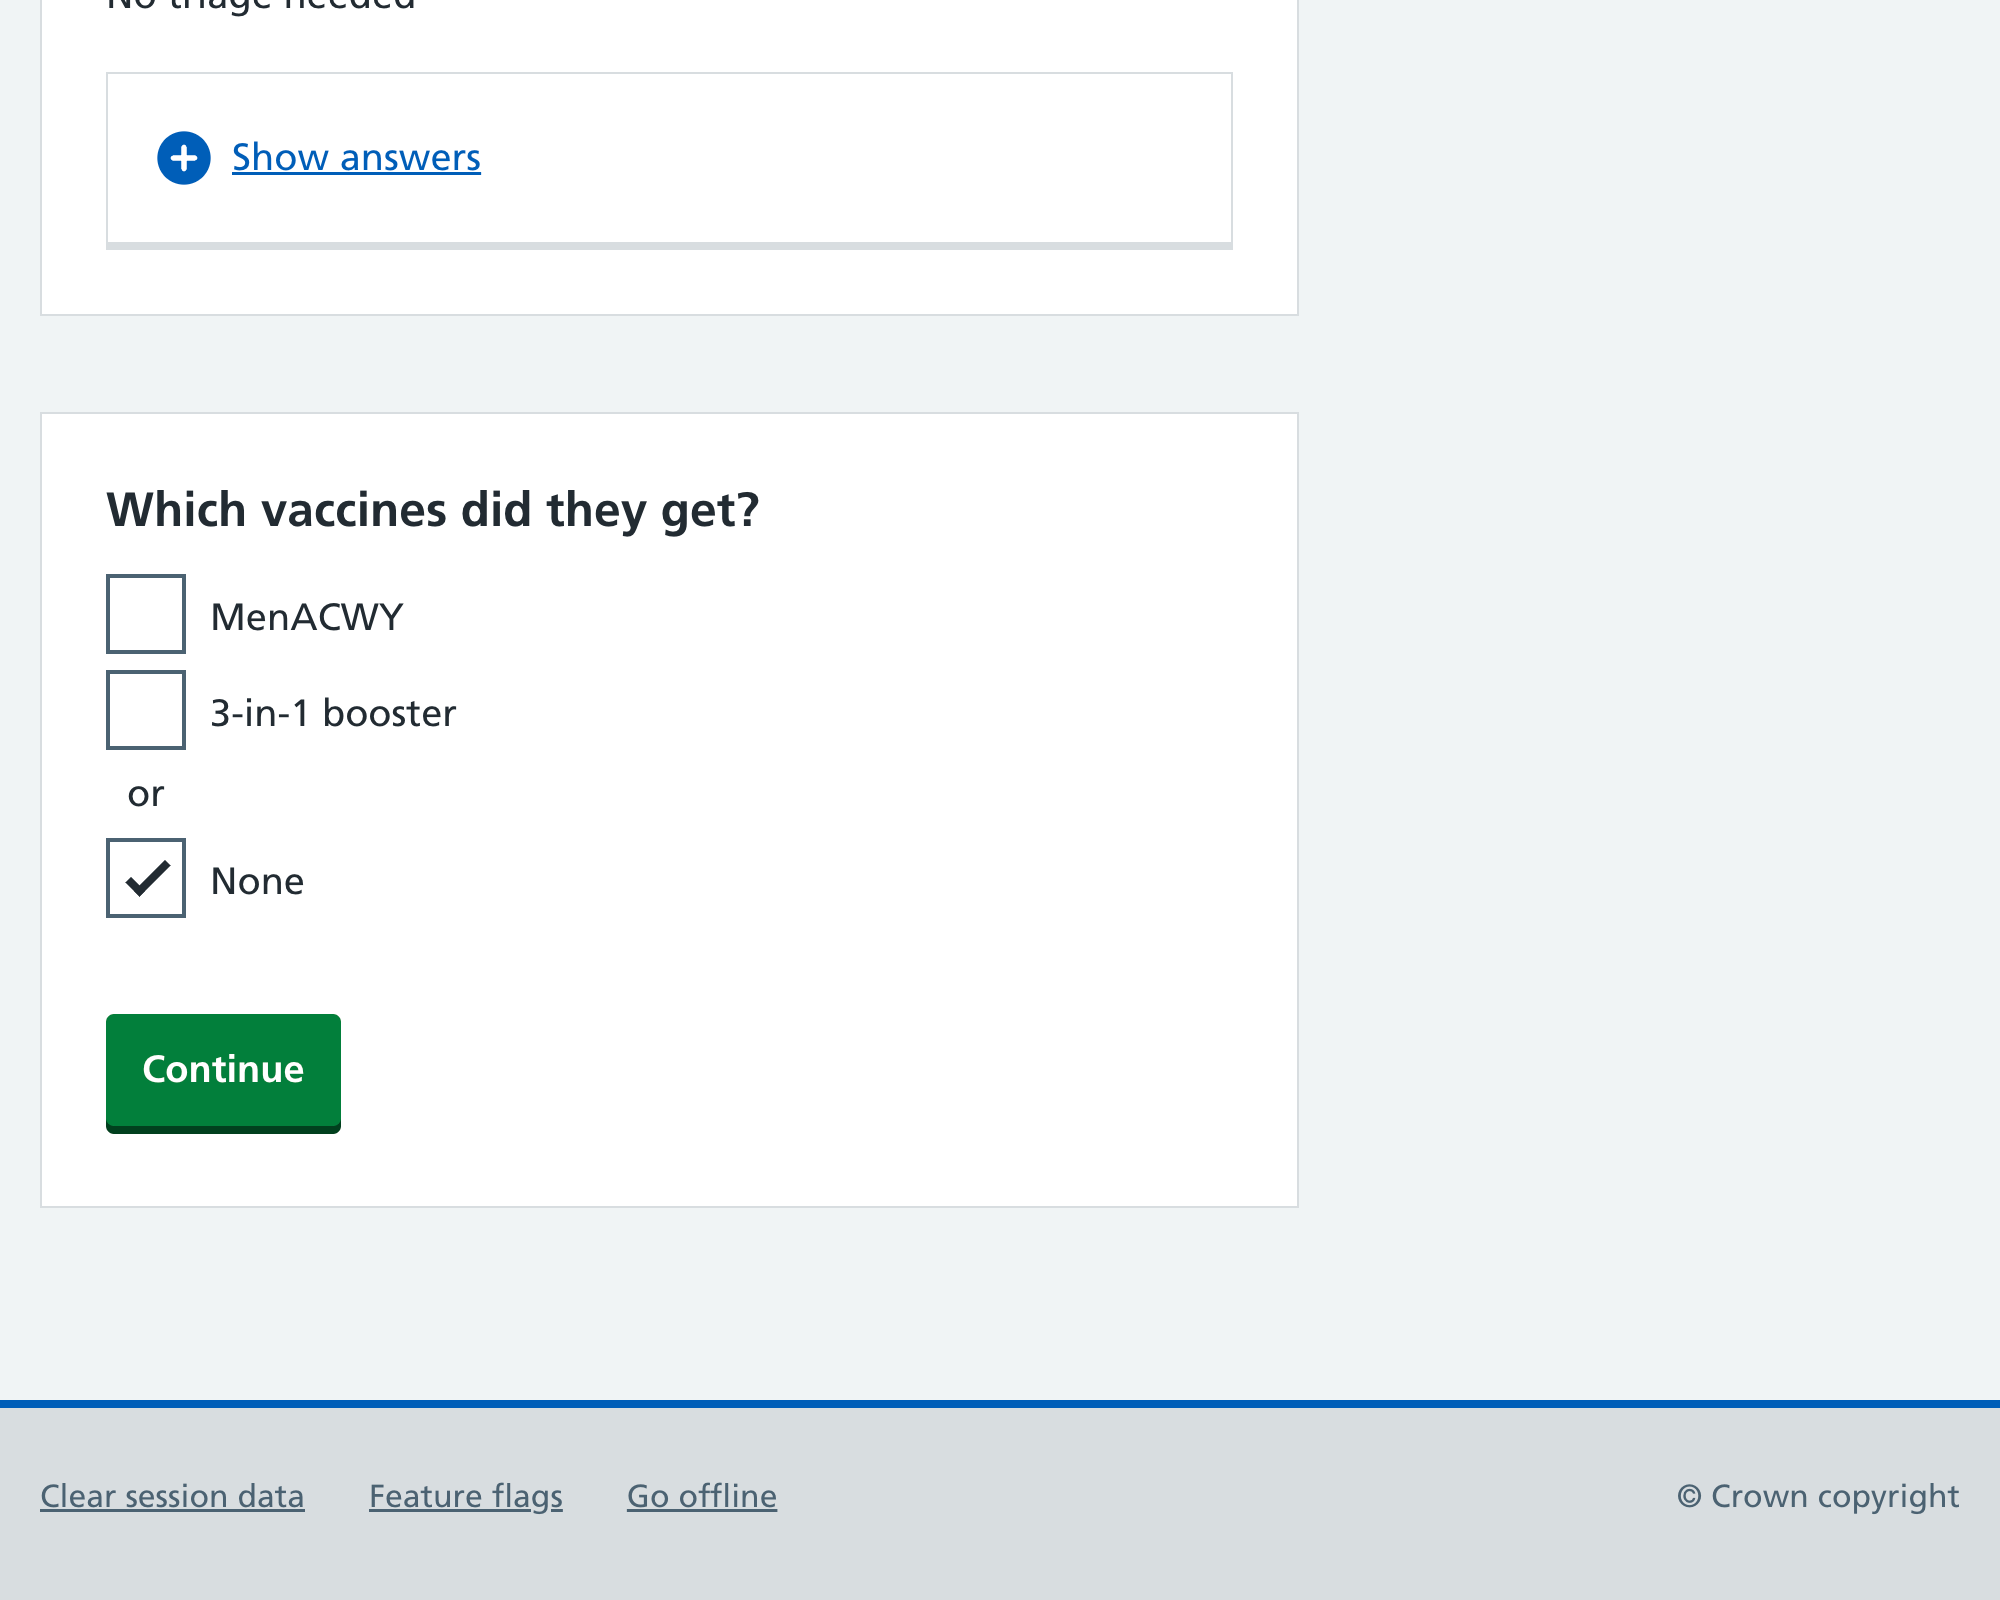 No triage needed
Show answers
Which vaccines did they get?
MenACWY
3-in-1 booster
or
None
Continue
Clear session data
Feature flags
Go offline
© Crown copyright